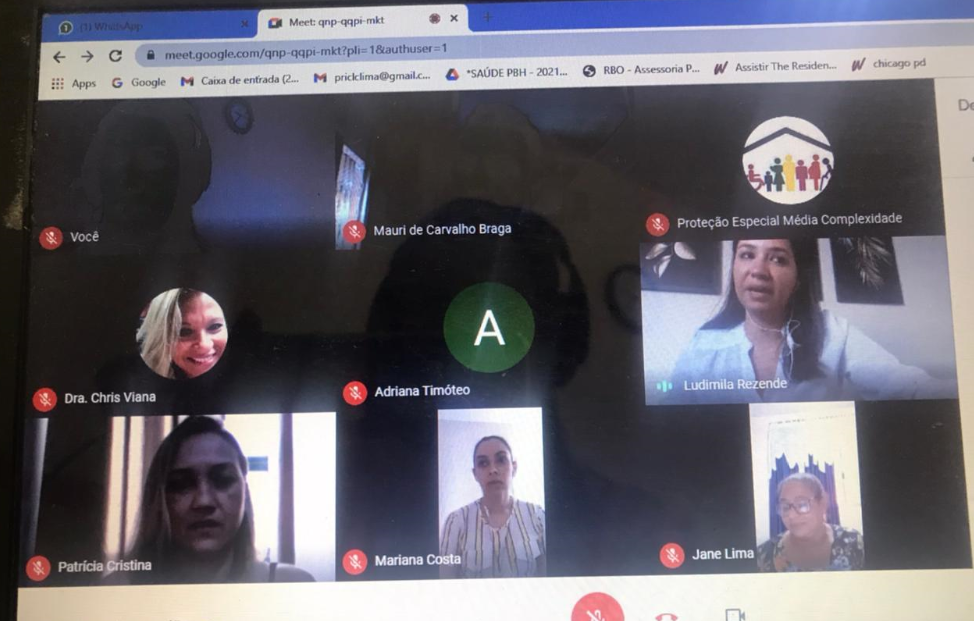 (1) WhatsApp
Meet: qnp-qqpi-mkt
meet.google.com/qnp-qqpi-mkt?pli=1&authuser=1
Apps Google Caixa de entrada (2... priclclima@gmail.c... *SAÚDE PBH - 2021... RBO - Assessoria P... Assistir The Residen... chicago pd
De
Você
Mauri de Carvalho Braga
Proteção Especial Média Complexidade
Dra. Chris Viana
A
Adriana Timóteo
Ludimila Rezende
Patrícia Cristina
Mariana Costa
Jane Lima